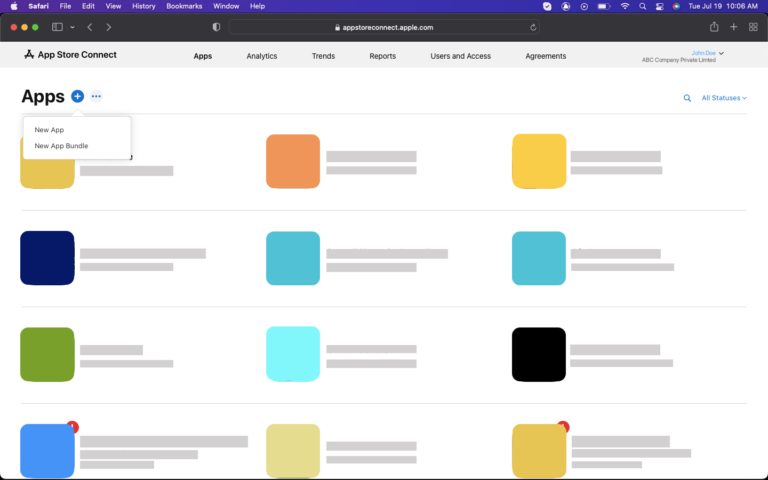 Safari File Edit View History Bookmarks Window Help Tue Jul 19 10:06 AM
appstoreconnect.apple.com
App Store Connect Apps Analytics Trends Reports Users and Access Agreements
John Doe
ABC Company Private Limted
Apps
All Statuses
New App
New App Bundle